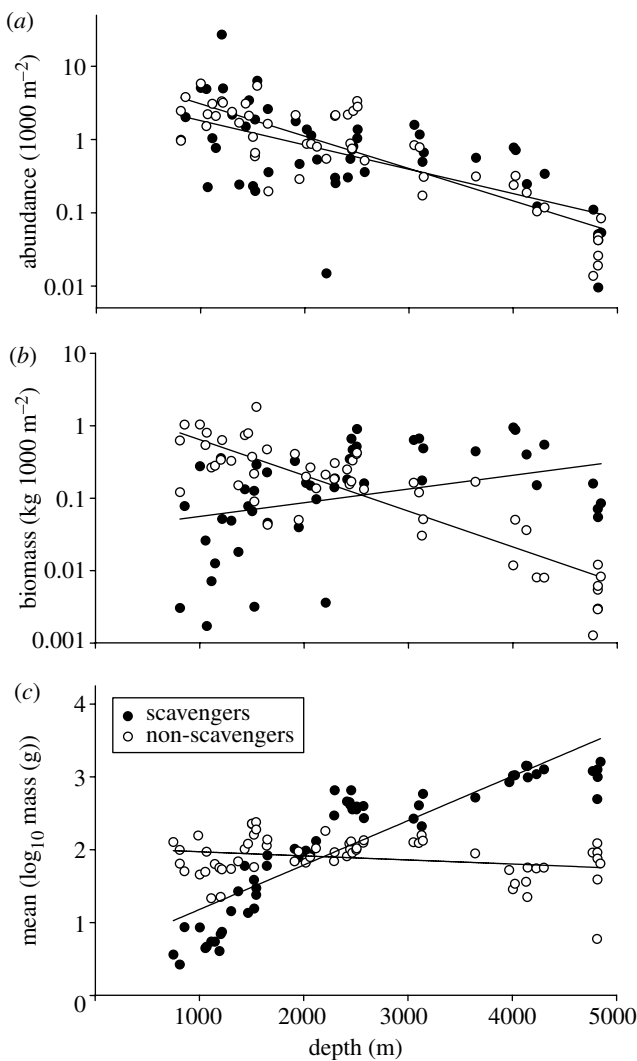 (a)
10
1
0.1
0.01
abundance (1000 m⁻²)
(b)
10
1
0.1
0.01
0.001
biomass (kg 1000 m⁻²)
(c)
4
3
2
1
0
mean (log₁₀ mass (g))
scavengers
non-scavengers
1000 2000 3000 4000 5000
depth (m)